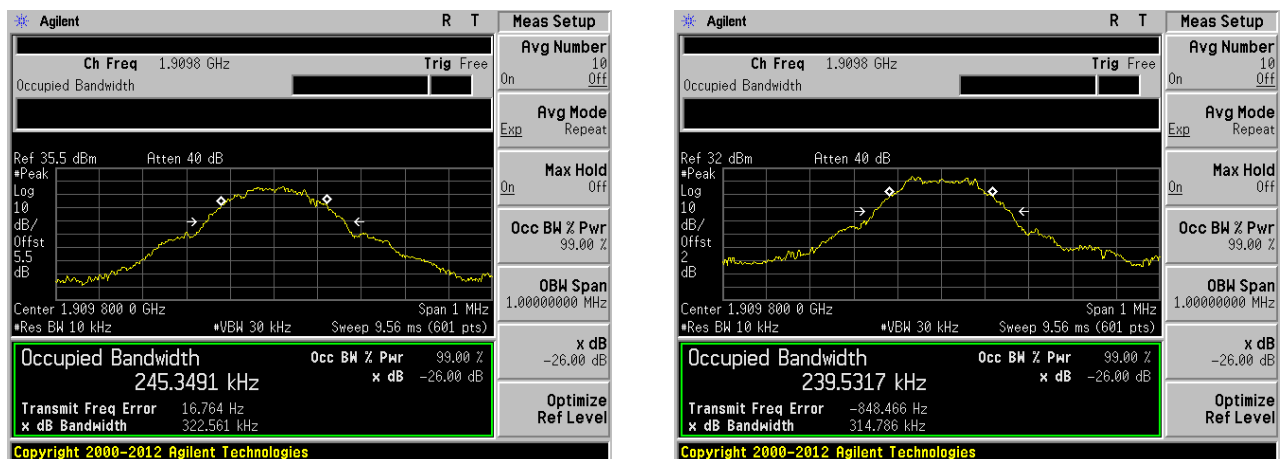 Agilent R T
Ch Freq 1.9098 GHz Trig Free
Occupied Bandwidth
Ref 35.5 dBm Atten 40 dB
#Peak
Log
10
dB/
Offst
5.5
dB
Center 1.909 800 0 GHz Span 1 MHz
#Res BW 10 kHz #VBW 30 kHz Sweep 9.56 ms (601 pts)
Occupied Bandwidth Occ BW % Pwr 99.00 %
245.3491 kHz x dB -26.00 dB
Transmit Freq Error 16.764 Hz
x dB Bandwidth 322.561 kHz
Copyright 2000-2012 Agilent Technologies
Meas Setup
Avg Number
10
On Off
Avg Mode
Exp Repeat
Max Hold
On Off
Occ BW % Pwr
99.00 %
OBW Span
1.00000000 MHz
x dB
-26.00 dB
Optimize
Ref Level
Agilent R T
Ch Freq 1.9098 GHz Trig Free
Occupied Bandwidth
Ref 32 dBm Atten 40 dB
#Peak
Log
10
dB/
Offst
2
dB
Center 1.909 800 0 GHz Span 1 MHz
#Res BW 10 kHz #VBW 30 kHz Sweep 9.56 ms (601 pts)
Occupied Bandwidth Occ BW % Pwr 99.00 %
239.5317 kHz x dB -26.00 dB
Transmit Freq Error -848.466 Hz
x dB Bandwidth 314.786 kHz
Copyright 2000-2012 Agilent Technologies
Meas Setup
Avg Number
10
On Off
Avg Mode
Exp Repeat
Max Hold
On Off
Occ BW % Pwr
99.00 %
OBW Span
1.00000000 MHz
x dB
-26.00 dB
Optimize
Ref Level